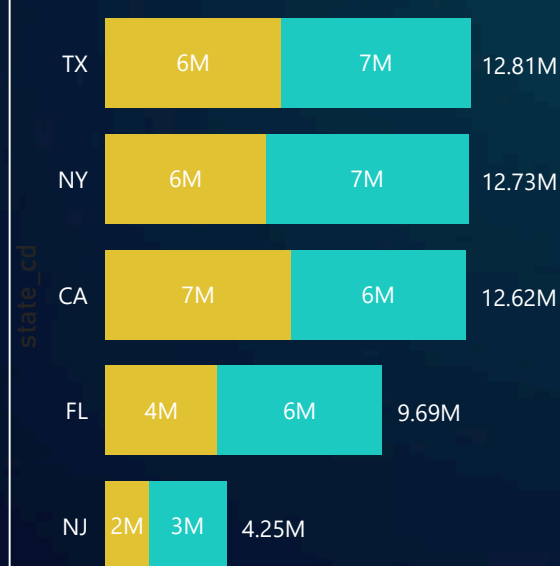 state_cd
TX 6M 7M 12.81M
NY 6M 7M 12.73M
CA 7M 6M 12.62M
FL 4M 6M 9.69M
NJ 2M 3M 4.25M